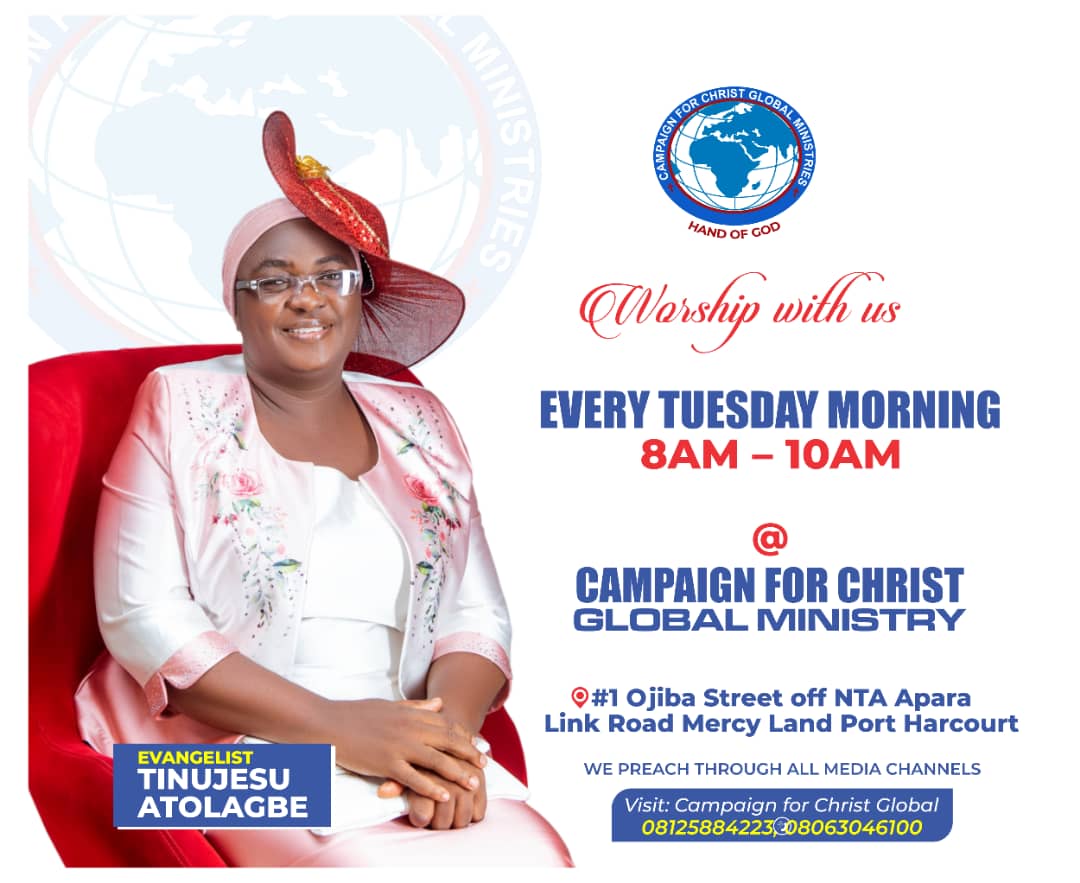 CAMPAIGN FOR CHRIST GLOBAL MINISTRIES
HAND OF GOD
Worship with us
EVERY TUESDAY MORNING
8AM – 10AM
@
CAMPAIGN FOR CHRIST
GLOBAL MINISTRY
#1 Ojiba Street off NTA Apara
Link Road Mercy Land Port Harcourt
WE PREACH THROUGH ALL MEDIA CHANNELS
Visit: Campaign for Christ Global
08125884223, 08063046100
EVANGELIST
TINUJESU
ATOLAGBE
MINISTRIES